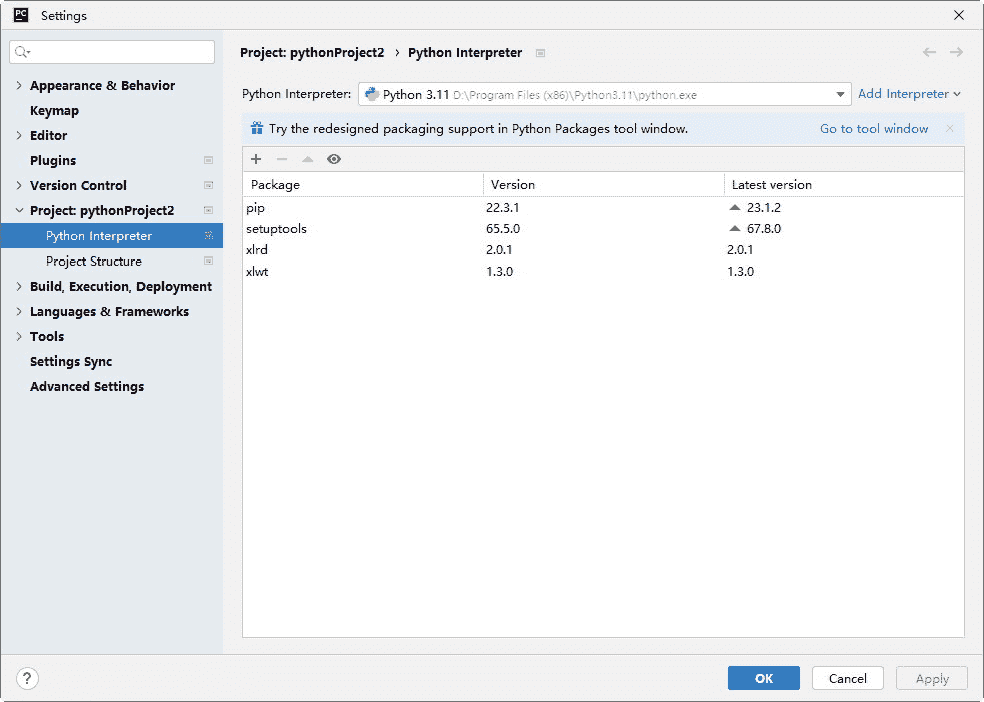 PC Settings
Project: pythonProject2 › Python Interpreter
Appearance & Behavior
Keymap
Editor
Plugins
Version Control
Project: pythonProject2
Python Interpreter
Project Structure
Build, Execution, Deployment
Languages & Frameworks
Tools
Settings Sync
Advanced Settings
Python Interpreter: Python 3.11 D:\Program Files (x86)\Python3.11\python.exe Add Interpreter
Try the redesigned packaging support in Python Packages tool window. Go to tool window
Package Version Latest version
pip 22.3.1 23.1.2
setuptools 65.5.0 67.8.0
xlrd 2.0.1 2.0.1
xlwt 1.3.0 1.3.0
? OK Cancel Apply